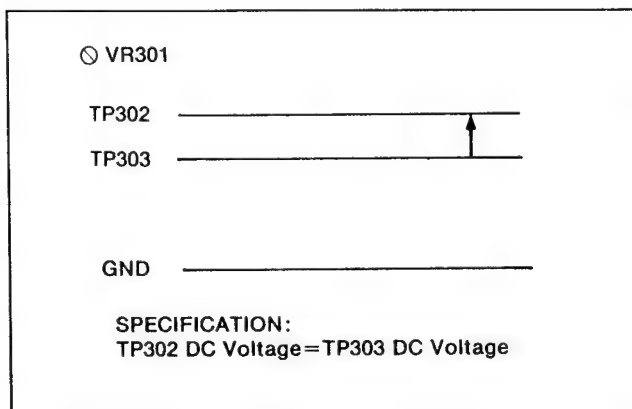 VR301
TP302
TP303
GND
SPECIFICATION:
TP302 DC Voltage=TP303 DC Voltage